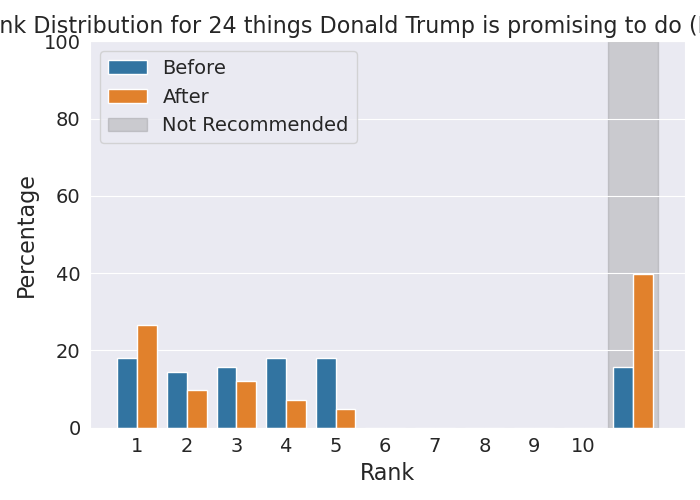 nk Distribution for 24 things Donald Trump is promising to do (
100
80
60
40
20
0
Percentage
Before
After
Not Recommended
1 2 3 4 5 6 7 8 9 10
Rank